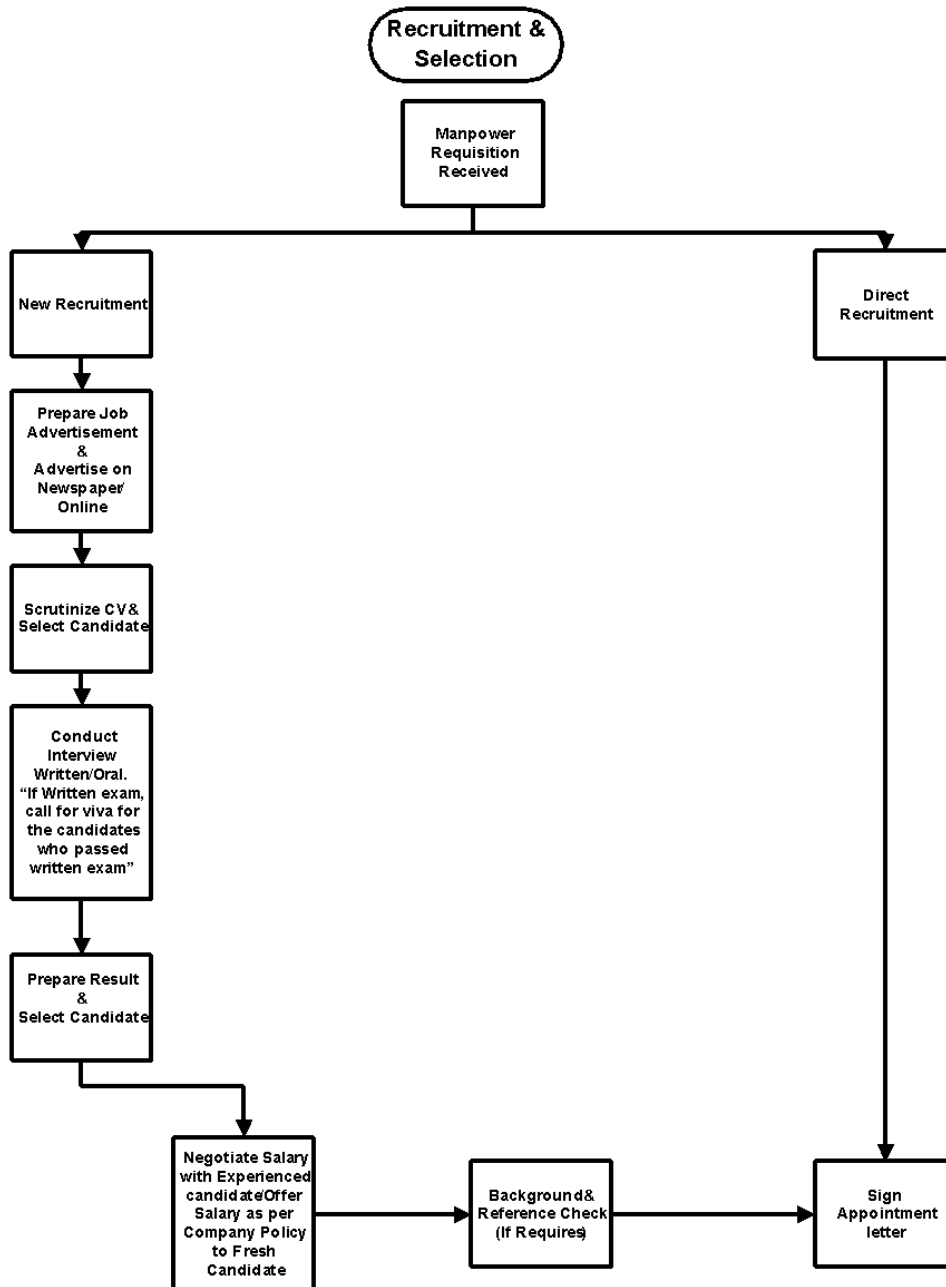 Recruitment &
Selection
Manpower
Requisition
Received
New Recruitment
Direct
Recruitment
Prepare Job
Advertisement
&
Advertise on
Newspaper/
Online
Scrutinize CV&
Select Candidate
Conduct
Interview
Written/Oral.
“If Written exam,
call for viva for
the candidates
who passed
written exam”
Prepare Result
&
Select Candidate
Negotiate Salary
with Experienced
candidate/Offer
Salary as per
Company Policy
to Fresh
Candidate
Background&
Reference Check
(If Requires)
Sign
Appointment
letter